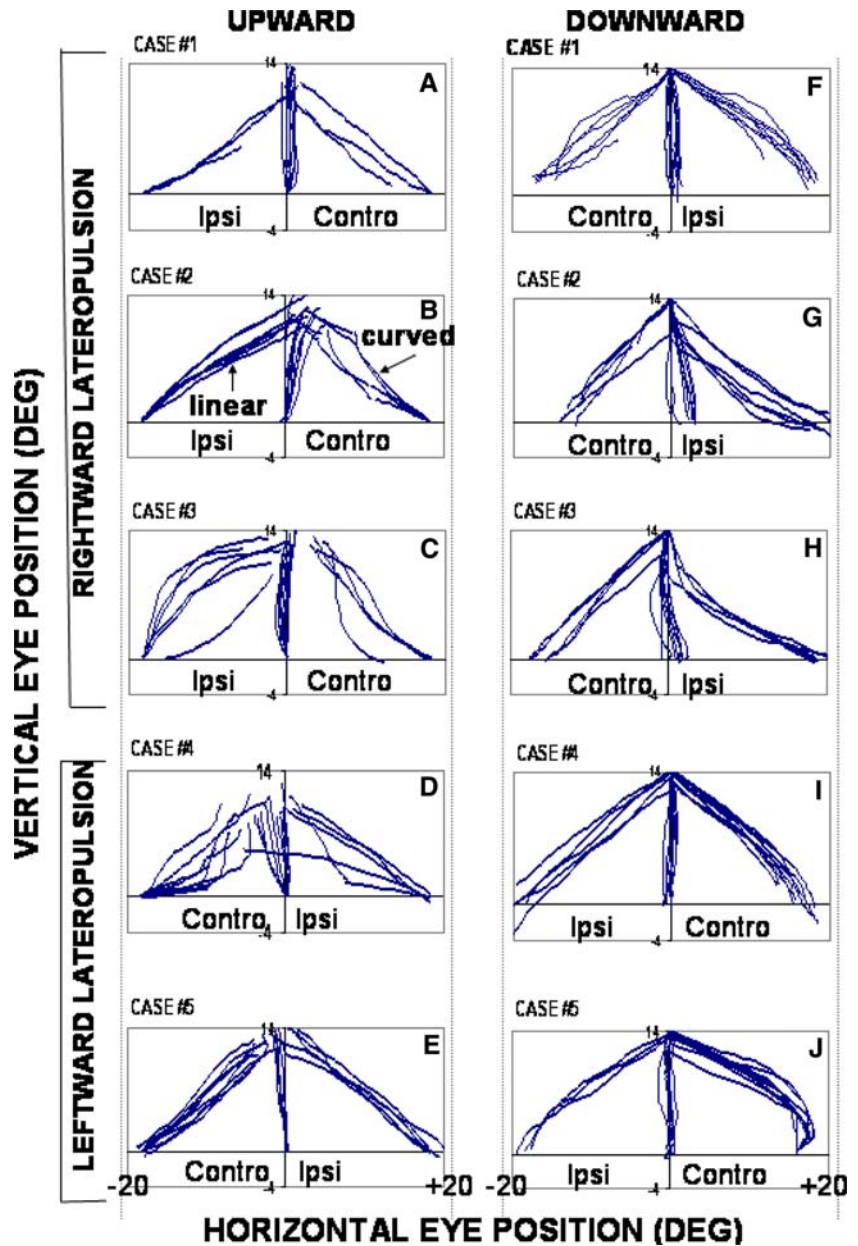 UPWARD
DOWNWARD
VERTICAL EYE POSITION (DEG)
RIGHTWARD LATEROPULSION
LEFTWARD LATEROPULSION
CASE #1
14
A
Ipsi
Contro
-4
CASE #1
14
F
Contro
Ipsi
-4
CASE #2
14
B
curved
linear
Ipsi
Contro
-4
CASE #2
14
G
Contro
Ipsi
-4
CASE #3
14
C
Ipsi
Contro
-4
CASE #3
14
H
Contro
Ipsi
-4
CASE #4
14
D
Contro
Ipsi
-4
CASE #4
14
I
Ipsi
Contro
-4
CASE #5
14
E
Contro
Ipsi
-20
-4
+20
CASE #5
14
J
Ipsi
Contro
-20
-4
+20
HORIZONTAL EYE POSITION (DEG)